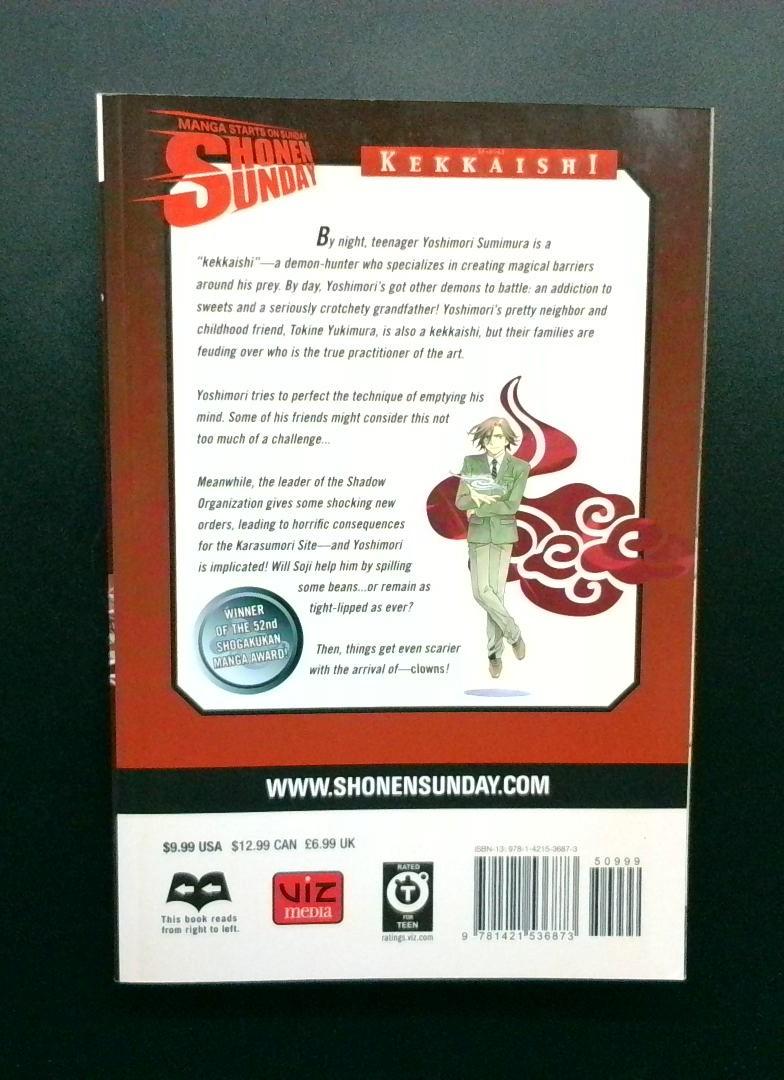 MANGA STARTS ON SUNDAY
SHONEN
SUNDAY
KEKKAISHI
By night, teenager Yoshimori Sumimura is a
"kekkaishi"—a demon-hunter who specializes in creating magical barriers
around his prey. By day, Yoshimori's got other demons to battle: an addiction to
sweets and a seriously crotchety grandfather! Yoshimori's pretty neighbor and
childhood friend, Tokine Yukimura, is also a kekkaishi, but their families are
feuding over who is the true practitioner of the art.
Yoshimori tries to perfect the technique of emptying his
mind. Some of his friends might consider this not
too much of a challenge...
Meanwhile, the leader of the Shadow
Organization gives some shocking new
orders, leading to horrific consequences
for the Karasumori Site—and Yoshimori
is implicated! Will Soji help him by spilling
some beans...or remain as
tight-lipped as ever?
Then, things get even scarier
with the arrival of—clowns!
WINNER
OF THE 52nd
SHOGAKUKAN
MANGA AWARD!
WWW.SHONENSUNDAY.COM
$9.99 USA $12.99 CAN £6.99 UK
This book reads
from right to left.
VIZ
media
RATED
T
FOR
TEEN
ratings.viz.com
ISBN-13: 978-1-4215-3687-3
50999
9 781421 536873